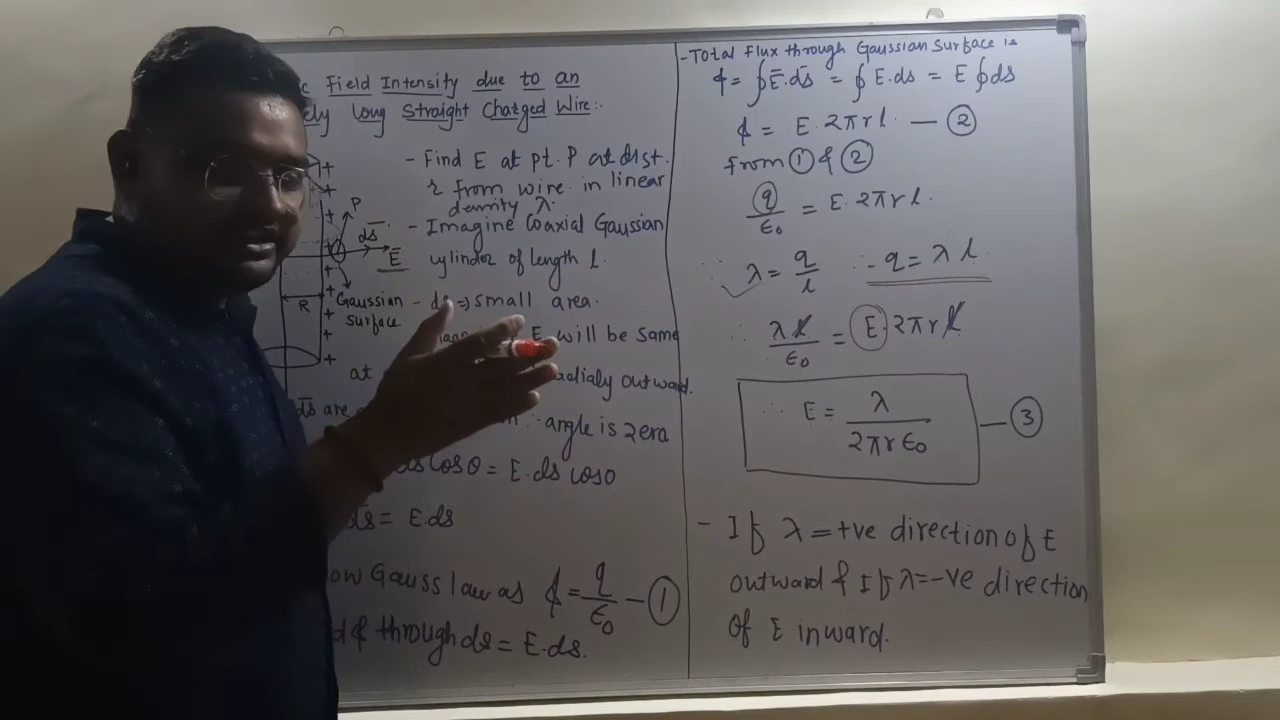 Field Intensity due to an
Long Straight Charged Wire:-
- Find E at pt. P at dist.
r from wire in linear
density λ.
- Imagine Coaxial Gaussian
cylinder of length l.
- ds => small area.
E will be same
at radialy outward.
ds are angle is zero
ds cosθ = E.ds cos0
ds = E.ds
Gauss law as ϕ = q/ε0 — ①
through ds = E.ds.
+
+
+
P
ds
+
E
+
+
R
Gaussian
surface
+
+
+
- Total Flux through Gaussian Surface is
ϕ = ∮E̅.d̅s̅ = ∮E.ds = E∮ds
ϕ = E.2πrl — ②
from ① & ②
q/ε0 = E.2πrl.
∵ λ = q/l ∴ q = λl
∴ λl/ε0 = E.2πrl
∴ E = λ/2πrε0 — ③
- If λ = +ve direction of E
outward & If λ = -ve direction
of E inward.